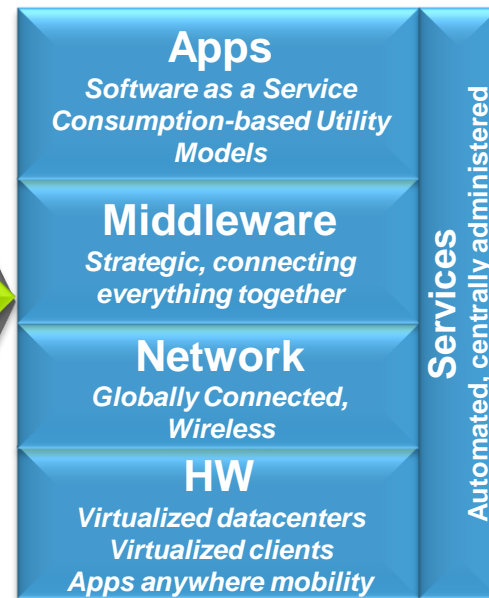 Apps
Software as a Service
Consumption-based Utility
Models
Middleware
Strategic, connecting
everything together
Network
Globally Connected,
Wireless
HW
Virtualized datacenters
Virtualized clients
Apps anywhere mobility
Services
Automated, centrally administered